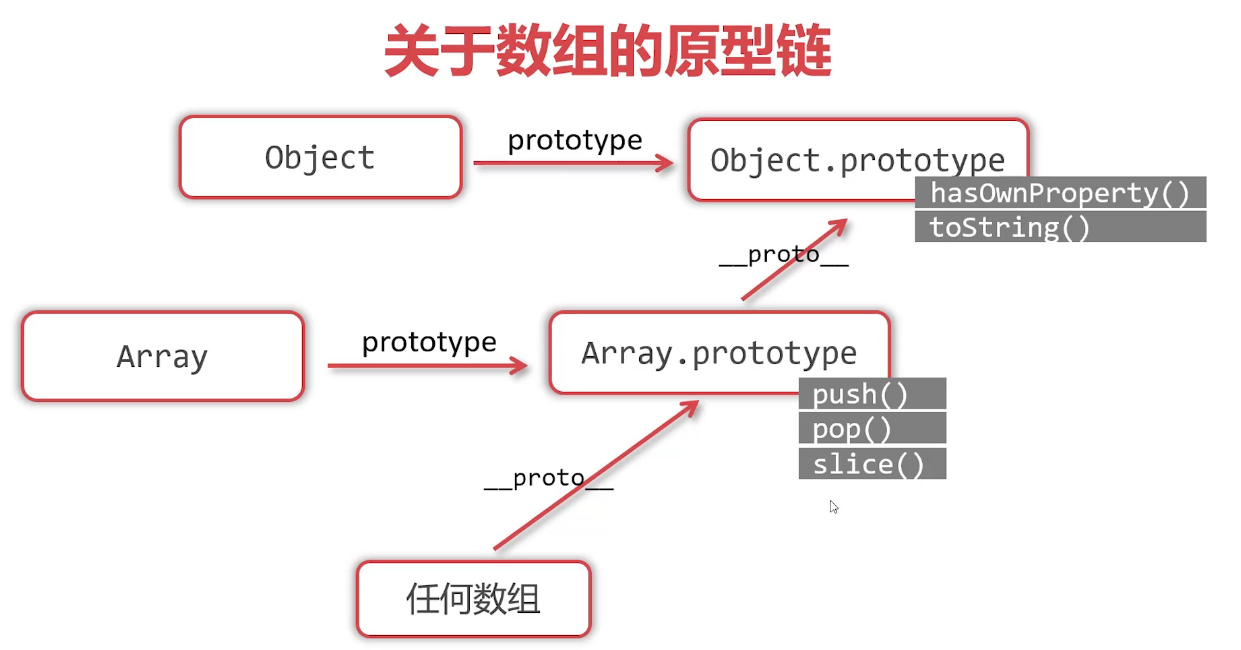 关于数组的原型链
Object
prototype
Object.prototype
hasOwnProperty()
toString()
__proto__
Array
prototype
Array.prototype
push()
pop()
slice()
__proto__
任何数组